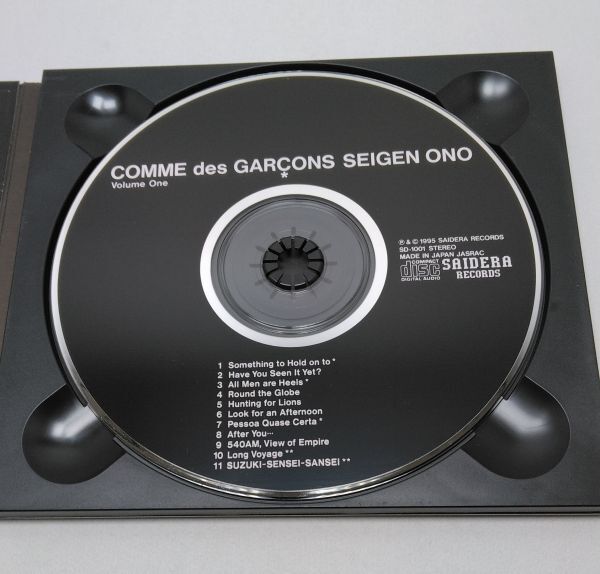 COMME des GARÇONS SEIGEN ONO
*
Volume One
℗ & © 1995 SAIDERA RECORDS
SD-1001 STEREO
MADE IN JAPAN JASRAC
COMPACT
disc
DIGITAL AUDIO
SAIDERA
RECORDS
1 Something to Hold on to *
2 Have You Seen It Yet?
3 All Men are Heels *
4 Round the Globe
5 Hunting for Lions
6 Look for an Afternoon
7 Pessoa Quase Certa *
8 After You…
9 540AM, View of Empire
10 Long Voyage **
11 SUZUKI-SENSEI-SANSEI **